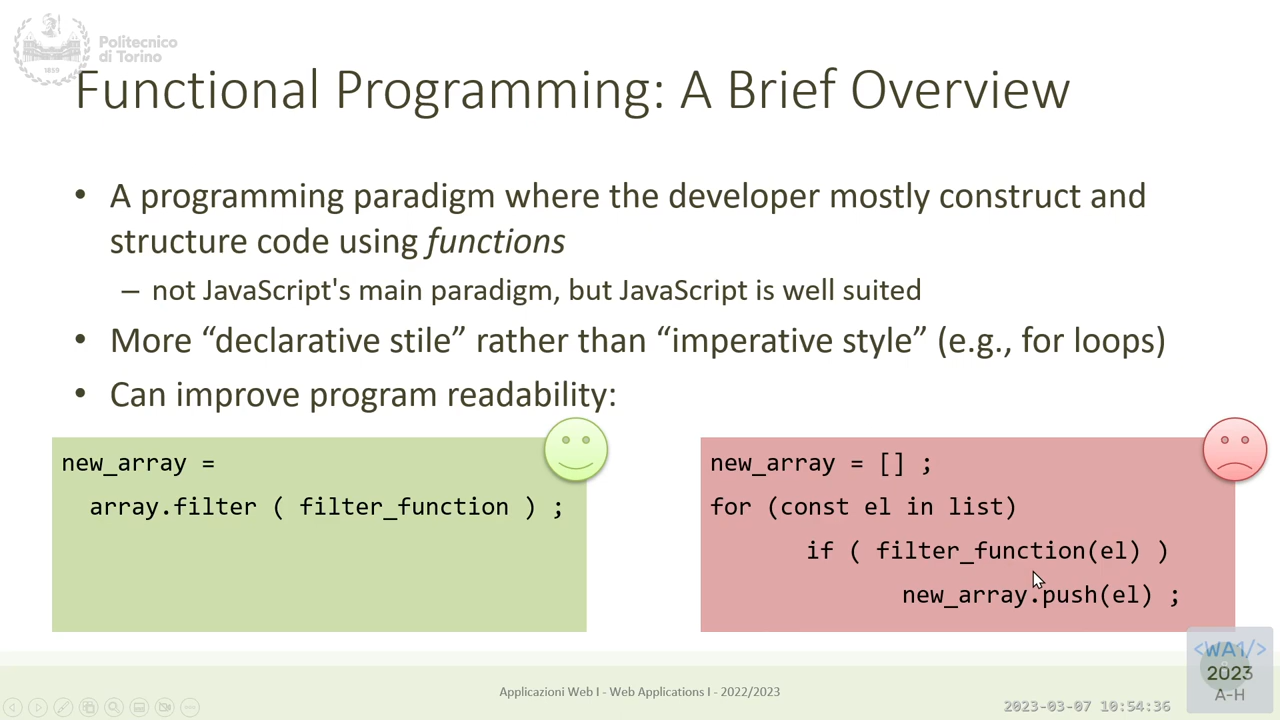 Politecnico
di Torino
1859
Functional Programming: A Brief Overview
• A programming paradigm where the developer mostly construct and
structure code using functions
– not JavaScript's main paradigm, but JavaScript is well suited
• More “declarative stile” rather than “imperative style” (e.g., for loops)
• Can improve program readability:
new_array =
array.filter ( filter_function ) ;
new_array = [] ;
for (const el in list)
if ( filter_function(el) )
new_array.push(el) ;
Applicazioni Web I - Web Applications I - 2022/2023
2023-03-07 10:54:36
<WA1/>
2023
A-H